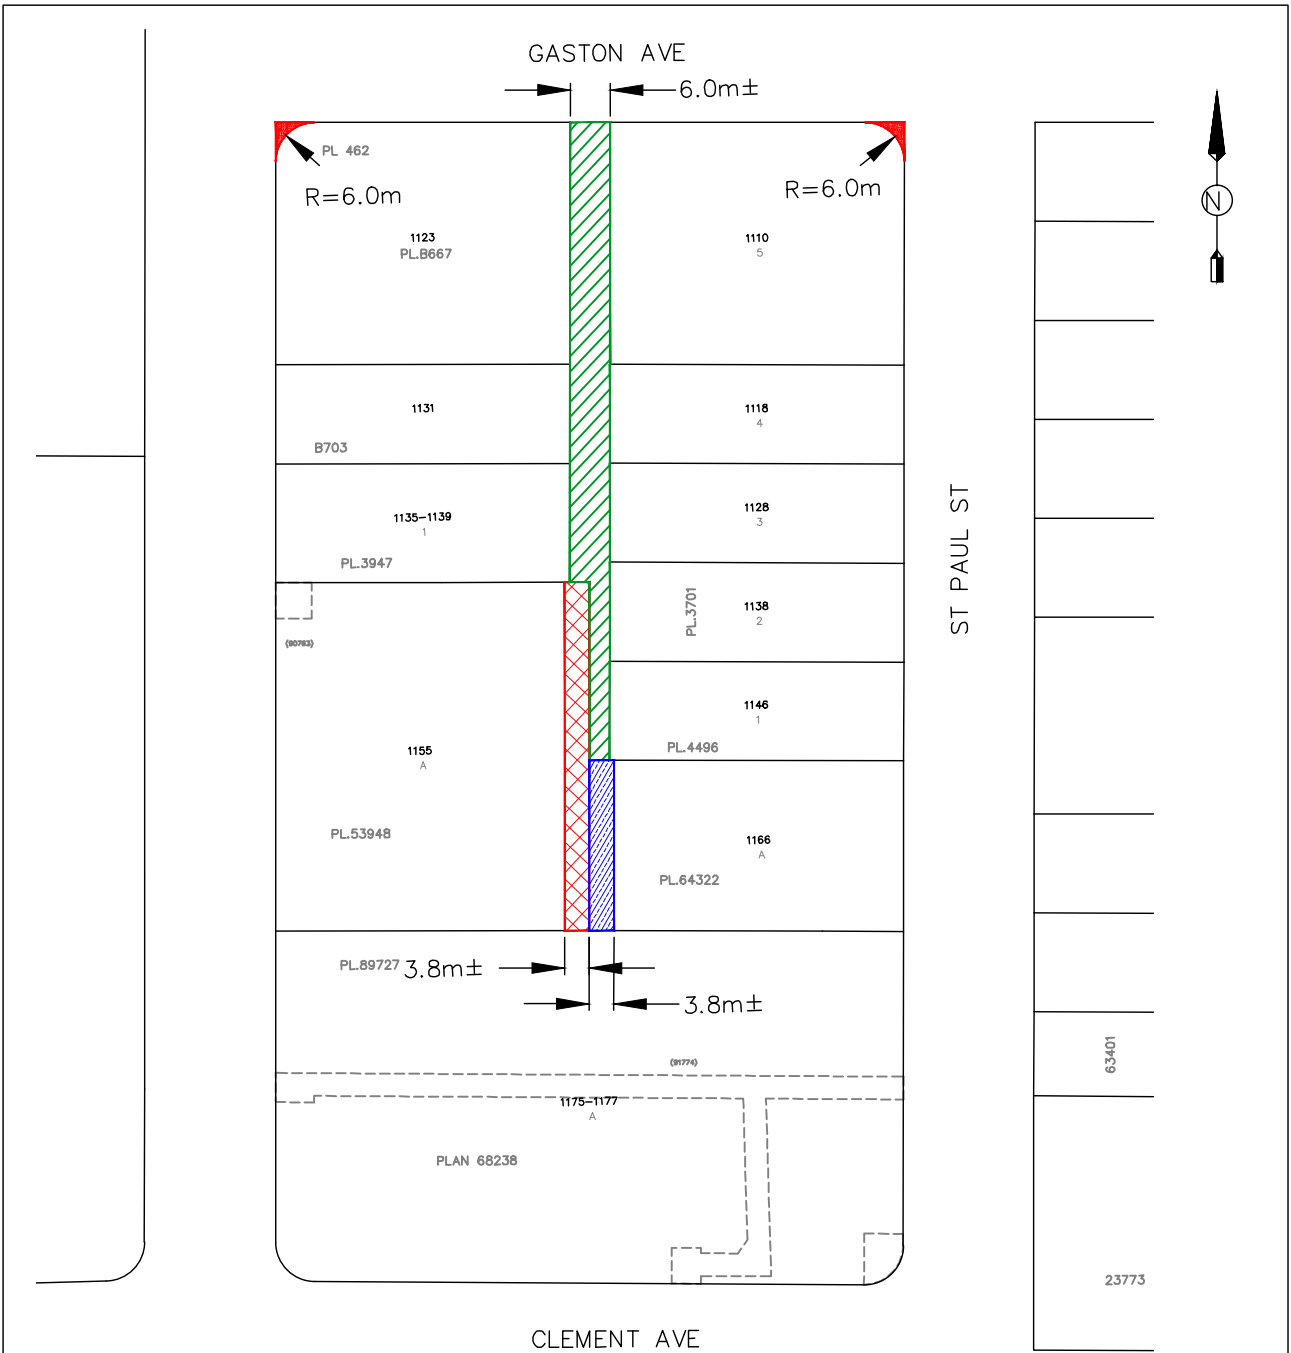 GASTON AVE
6.0m±
PL 462
R=6.0m
R=6.0m
N
1123
PL.B667
1110
5
1131
B703
1118
4
1135-1139
1
PL.3947
1128
3
ST PAUL ST
PL.3701
1138
2
(90763)
1146
1
PL.4496
1155
A
PL.53948
1166
A
PL.64322
PL.89727
3.8m±
3.8m±
(91774)
63401
1175-1177
A
PLAN 68238
23773
CLEMENT AVE